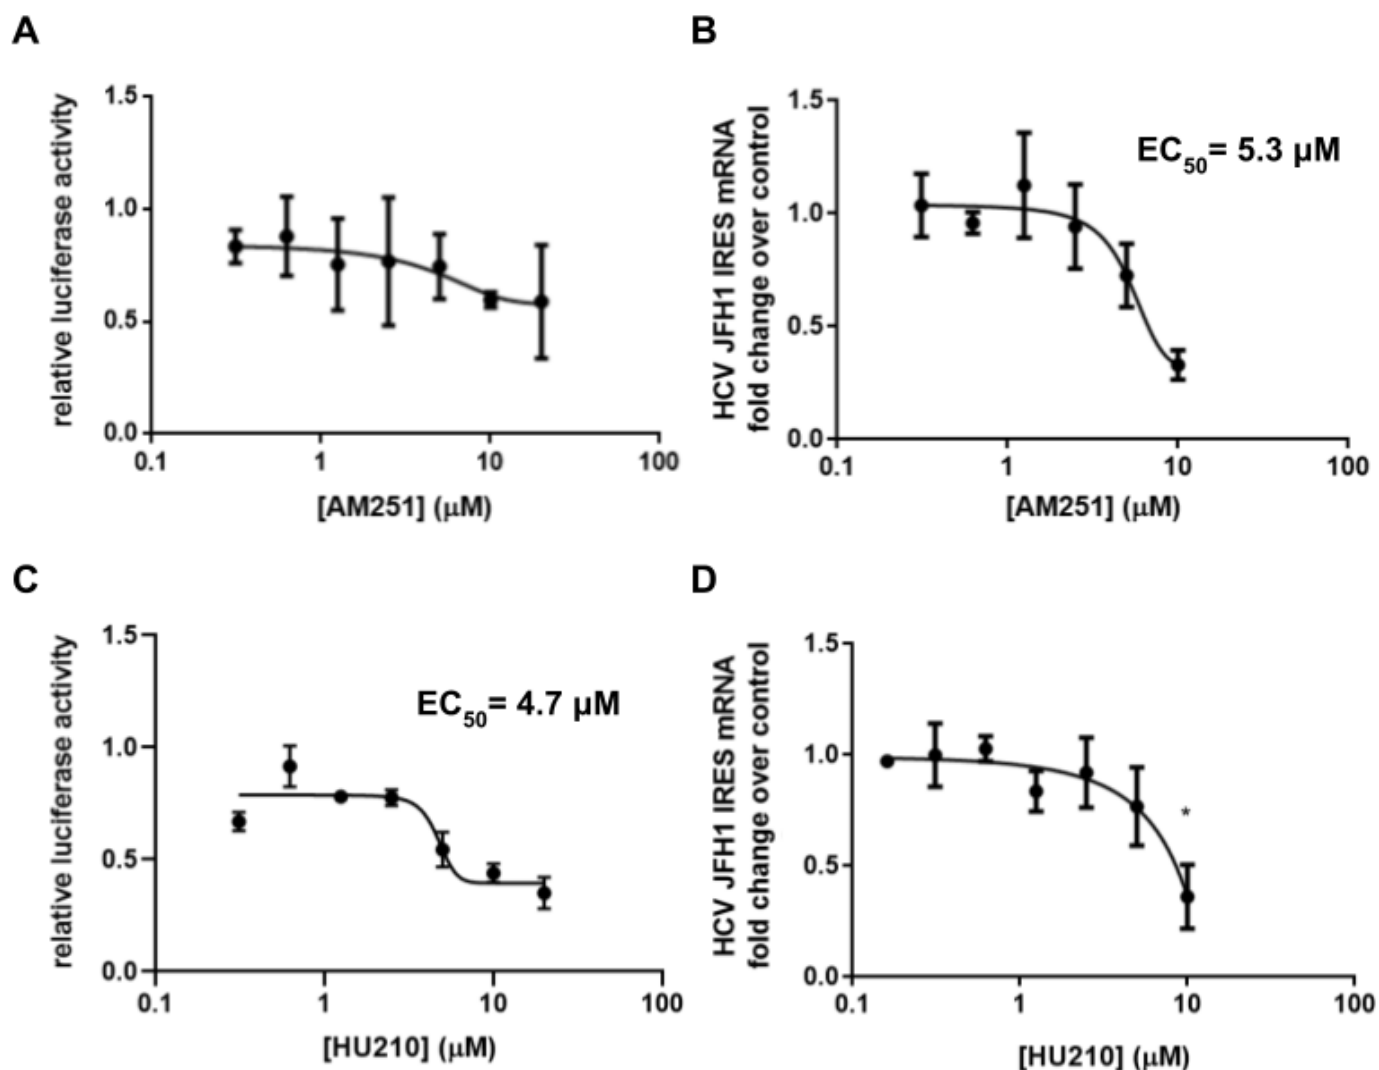 A
relative luciferase activity
1.5
1.0
0.5
0.0
0.1
1
10
100
[AM251] (μM)
B
HCV JFH1 IRES mRNA
fold change over control
1.5
1.0
0.5
0.0
EC50= 5.3 μM
0.1
1
10
100
[AM251] (μM)
C
relative luciferase activity
1.5
1.0
0.5
0.0
EC50= 4.7 μM
0.1
1
10
100
[HU210] (μM)
D
HCV JFH1 IRES mRNA
fold change over control
1.5
1.0
0.5
0.0
*
0.1
1
10
100
[HU210] (μM)